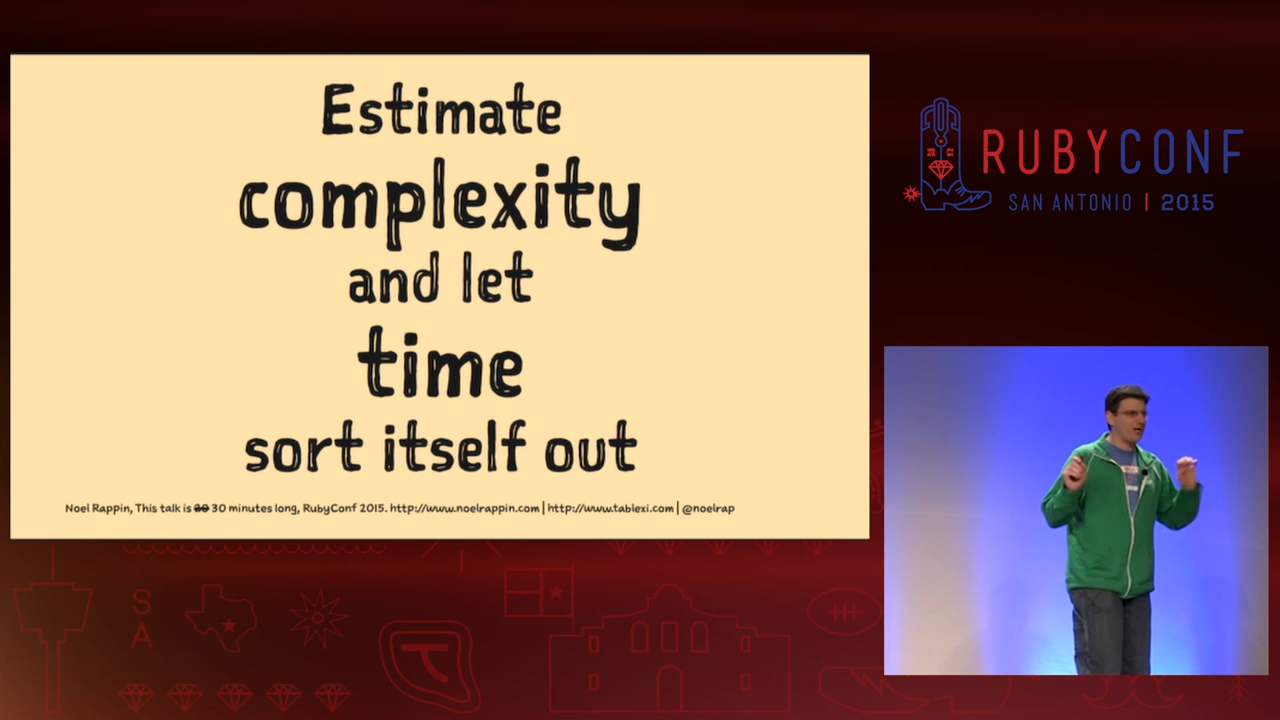 Estimate
complexity
and let
time
sort itself out
Noel Rappin, This talk is 20 30 minutes long, RubyConf 2015. http://www.noelrappin.com | http://www.tablexi.com | @noelrap
RUBYCONF
SAN ANTONIO | 2015
S
A